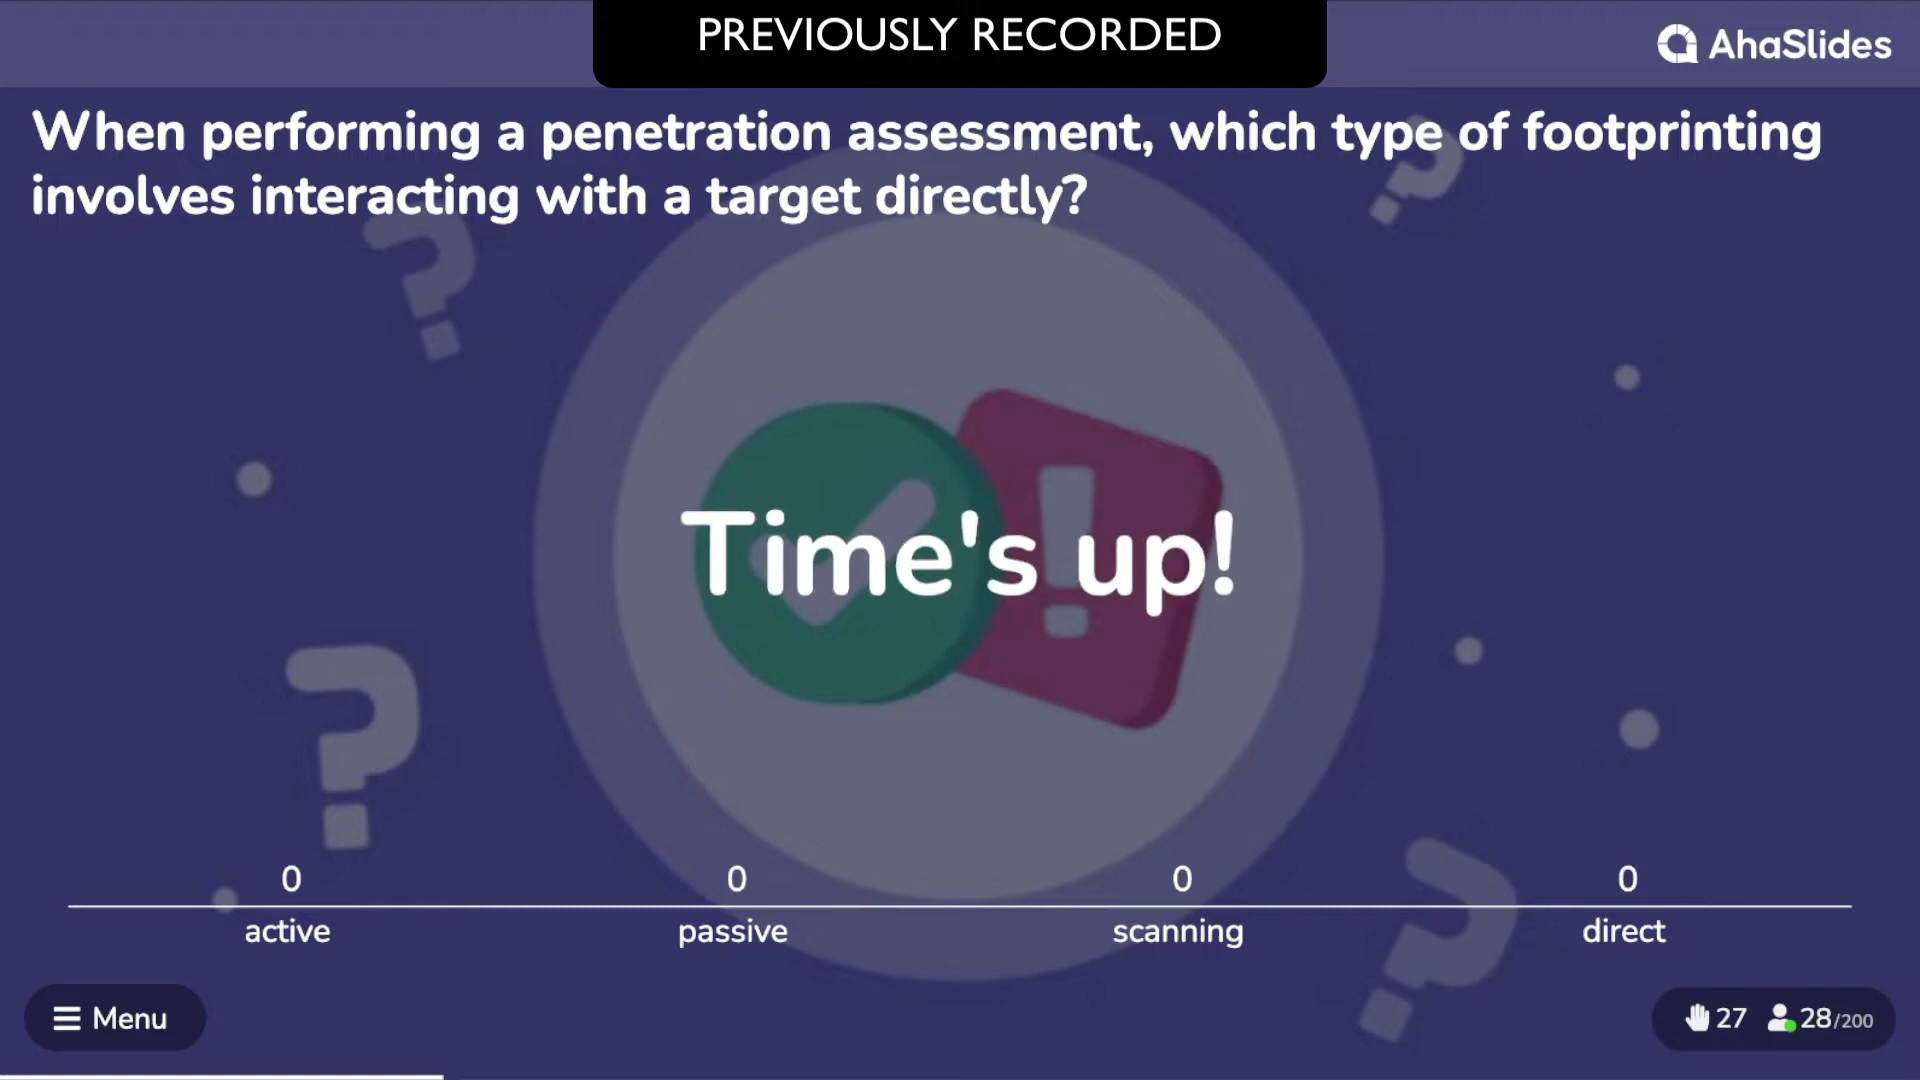 PREVIOUSLY RECORDED
AhaSlides
When performing a penetration assessment, which type of footprinting
involves interacting with a target directly?
Time's up!
0 0 0 0
active passive scanning direct
Menu
27 28/200